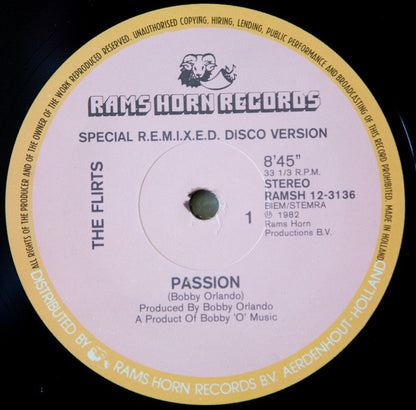 ALL RIGHTS OF THE PRODUCER AND OF THE OWNER OF THE WORK REPRODUCED RESERVED. UNAUTHORISED COPYING, HIRING, LENDING, PUBLIC PERFORMANCE AND BROADCASTING OF THIS RECORD PROHIBITED. MADE IN HOLLAND
RAMS HORN RECORDS
SPECIAL R.E.M.I.X.E.D. DISCO VERSION
THE FLIRTS
8'45"
33 1/3 R.P.M.
STEREO
RAMSH 12-3136
BIEM/STEMRA
℗ 1982
Rams Horn
Productions B.V.
1
PASSION
(Bobby Orlando)
Produced by Bobby Orlando
A Product Of Bobby 'O' Music
DISTRIBUTED BY RAMS HORN RECORDS B.V. AERDENHOUT-HOLLAND